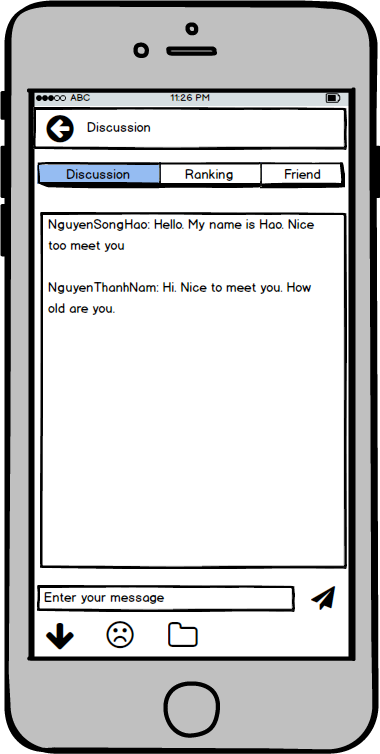 ABC 11:26 PM
Discussion
Discussion Ranking Friend
NguyenSongHao: Hello. My name is Hao. Nice
too meet you
NguyenThanhNam: Hi. Nice to meet you. How
old are you.
Enter your message